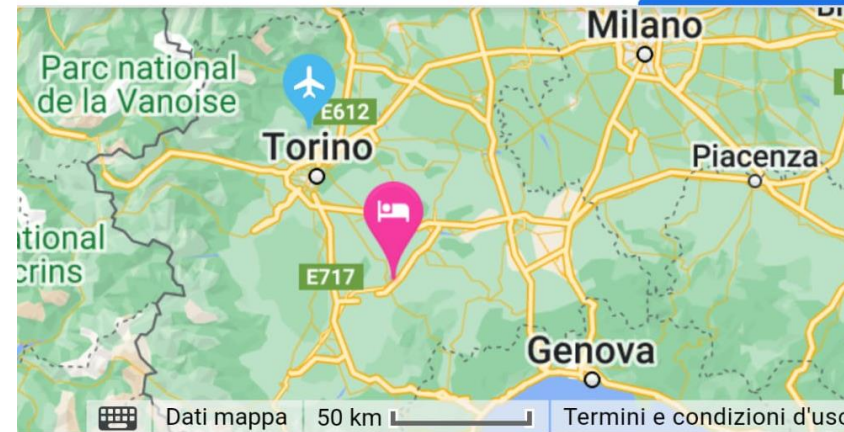 Milano
Parc national
de la Vanoise
E612
Torino
Piacenza
tional
crins
E717
Genova
Dati mappa
50 km
Termini e condizioni d'uso